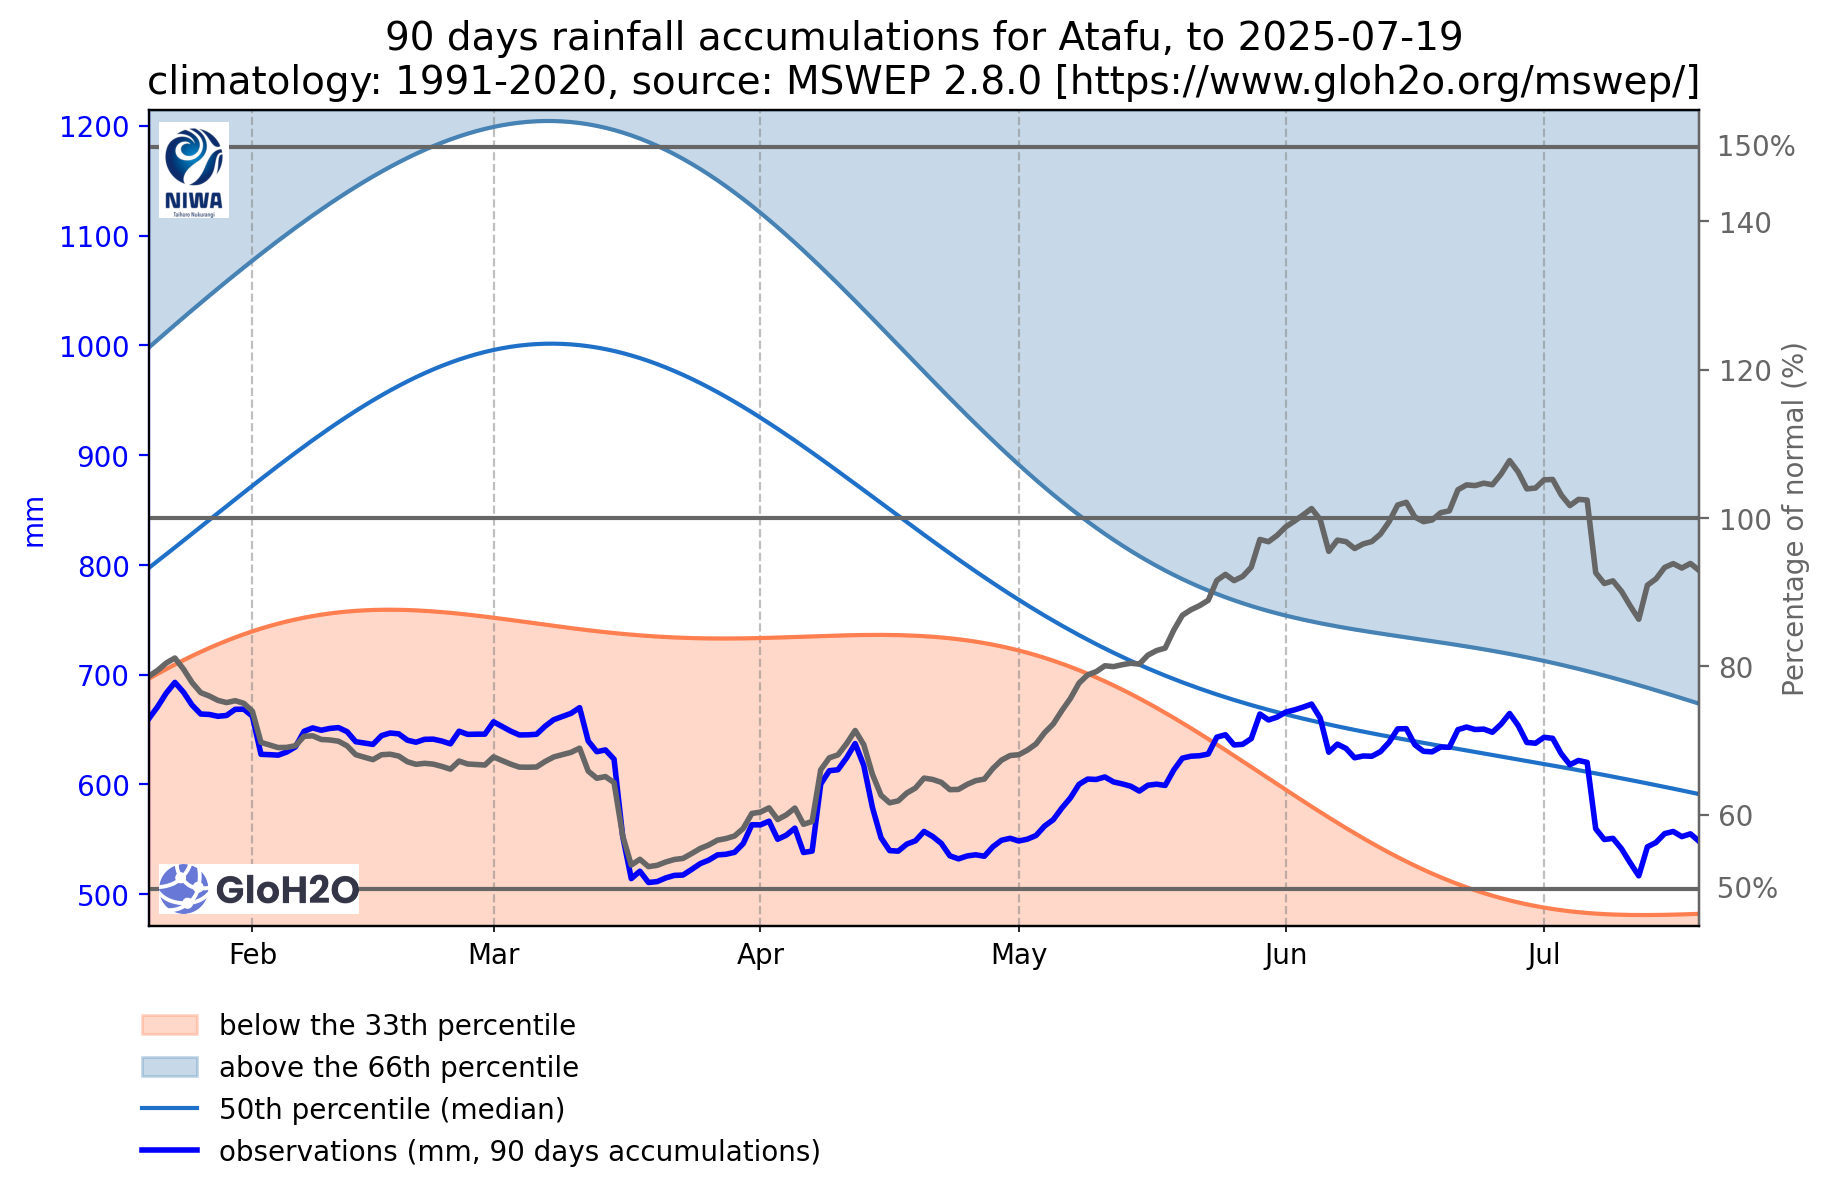 90 days rainfall accumulations for Atafu, to 2025-07-19
climatology: 1991-2020, source: MSWEP 2.8.0 [https://www.gloh2o.org/mswep/]
1200
1100
1000
900
800
700
600
500
mm
NIWA
Taihoro Nukurangi
GloH2O
150%
140
120
100
80
60
50%
Percentage of normal (%)
Feb
Mar
Apr
May
Jun
Jul
below the 33th percentile
above the 66th percentile
50th percentile (median)
observations (mm, 90 days accumulations)